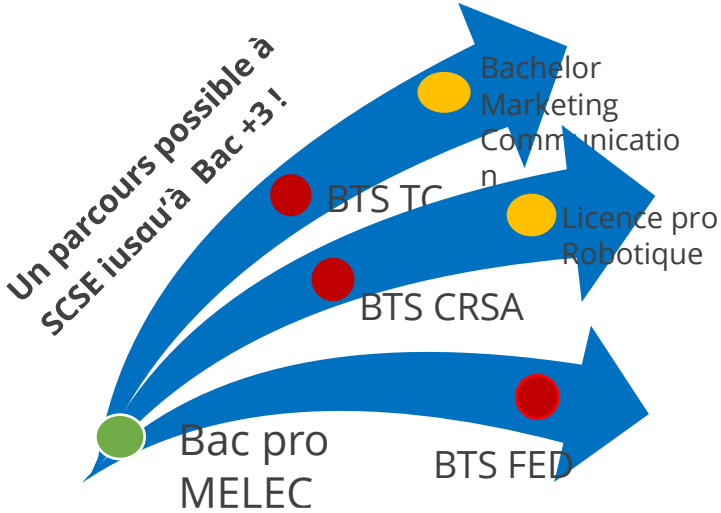 Un parcours possible à
SCSE jusqu'à Bac +3 !
Bachelor
Marketing
Communicatio
n
BTS TC
Licence pro
Robotique
BTS CRSA
Bac pro
MELEC
BTS FED